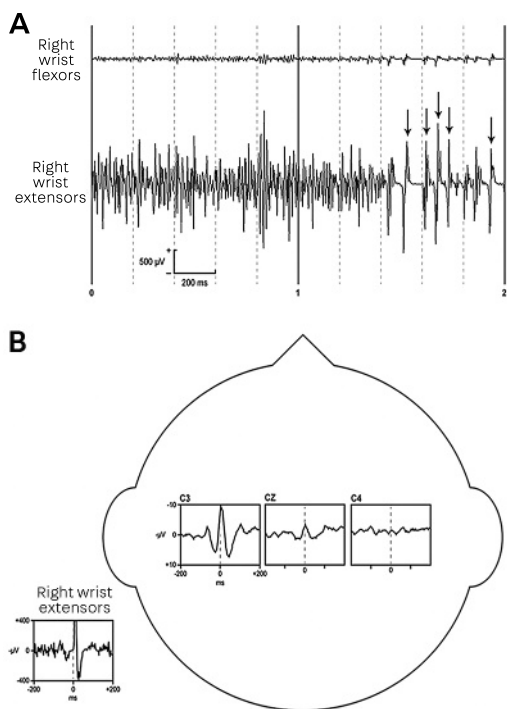 A
Right
wrist
flexors
Right
wrist
extensors
+
500 µV
–
200 ms
0 1 2
B
C3 CZ C4
-10
-µV 0
+10
-200 0 +200 0 0
ms
Right wrist
extensors
+400
-µV 0
-400
-200 0 +200
ms